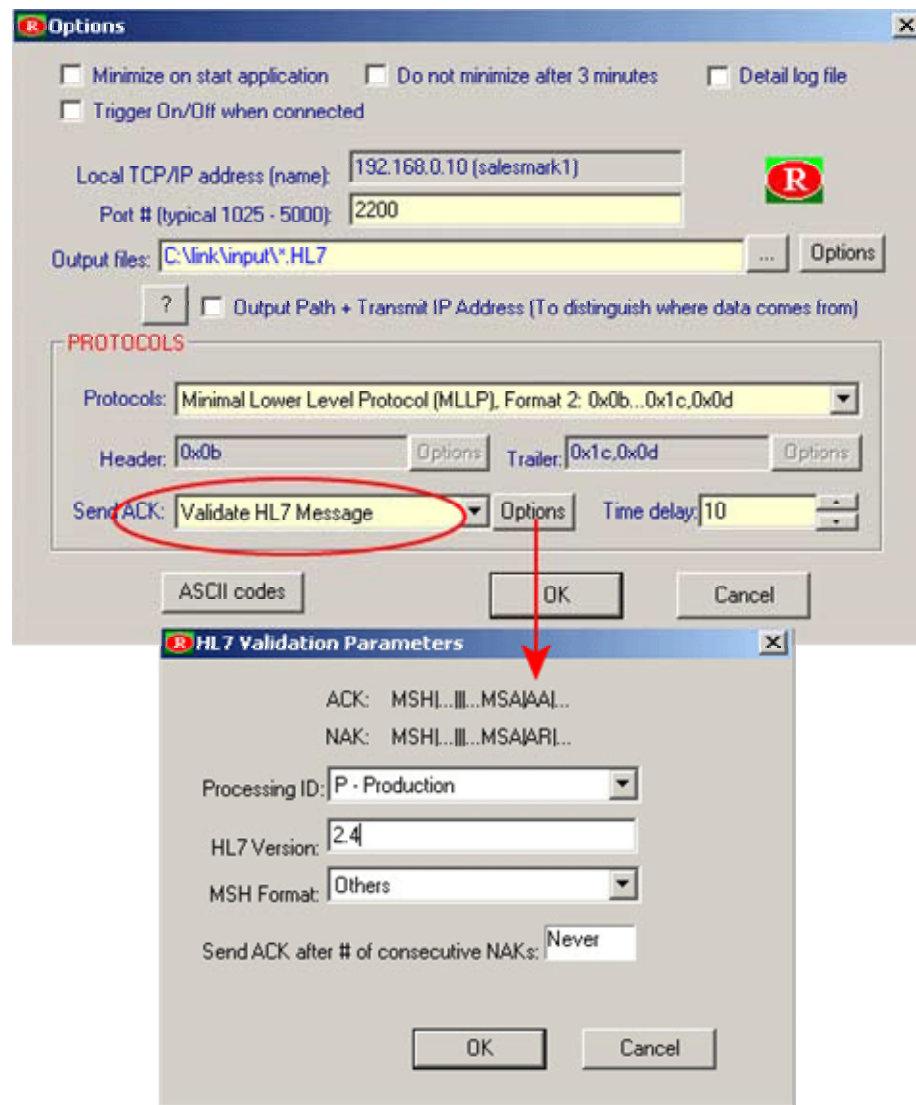 R Options
Minimize on start application Do not minimize after 3 minutes Detail log file
Trigger On/Off when connected
Local TCP/IP address (name): 192.168.0.10 (salesmark1)
R
Port # (typical 1025 - 5000): 2200
Output files: C:\link\input\*.HL7 ... Options
? Output Path + Transmit IP Address (To distinguish where data comes from)
PROTOCOLS
Protocols: Minimal Lower Level Protocol (MLLP), Format 2: 0x0b...0x1c,0x0d
Header: 0x0b Options Trailer: 0x1c,0x0d Options
Send ACK: Validate HL7 Message Options Time delay: 10
ASCII codes OK Cancel
R HL7 Validation Parameters
ACK: MSH|...|||...MSA|AA|...
NAK: MSH|...|||...MSA|AR|...
Processing ID: P - Production
HL7 Version: 2.4
MSH Format: Others
Send ACK after # of consecutive NAKs: Never
OK Cancel